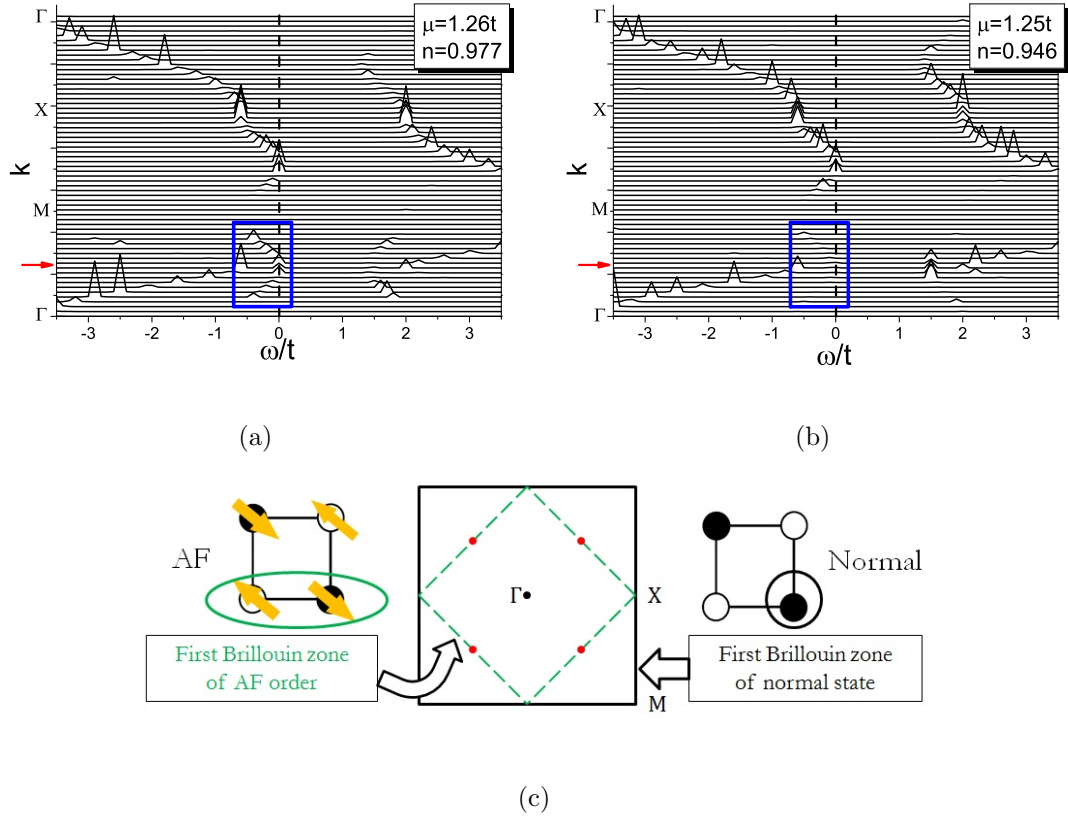 Γ
X
k
M
Γ
μ=1.26t
n=0.977
-3 -2 -1 0 1 2 3
ω/t
(a)
Γ
X
k
M
Γ
μ=1.25t
n=0.946
-3 -2 -1 0 1 2 3
ω/t
(b)
AF
First Brillouin zone
of AF order
Γ
X
M
Normal
First Brillouin zone
of normal state
(c)